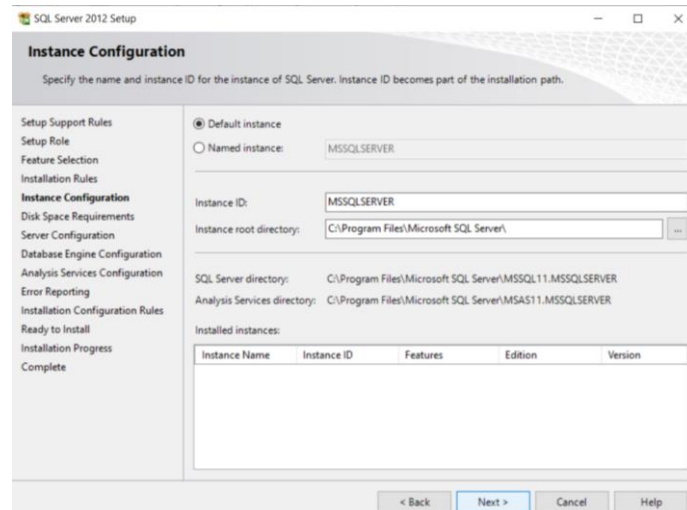 SQL Server 2012 Setup
Instance Configuration
Specify the name and instance ID for the instance of SQL Server. Instance ID becomes part of the installation path.
Setup Support Rules
Setup Role
Feature Selection
Installation Rules
Instance Configuration
Disk Space Requirements
Server Configuration
Database Engine Configuration
Analysis Services Configuration
Error Reporting
Installation Configuration Rules
Ready to Install
Installation Progress
Complete
Default instance
Named instance: MSSQLSERVER
Instance ID: MSSQLSERVER
Instance root directory: C:\Program Files\Microsoft SQL Server\ ...
SQL Server directory: C:\Program Files\Microsoft SQL Server\MSSQL11.MSSQLSERVER
Analysis Services directory: C:\Program Files\Microsoft SQL Server\MSAS11.MSSQLSERVER
Installed instances:
Instance Name Instance ID Features Edition Version
< Back Next > Cancel Help